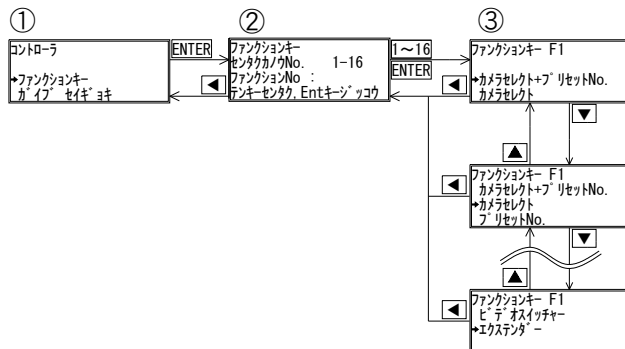 ①
コントローラ
➔ファンクションキー
ガイブ セイギョキ
ENTER
◀
②
ファンクションキー
センタクカノウNo. 1-16
ファンクションNo :
テンキーセンタク,Entキージッコウ
1～16
ENTER
◀
③
ファンクションキー F1
➔カメラセレクト+プリセットNo.
カメラセレクト
▲
▼
◀
ファンクションキー F1
カメラセレクト+プリセットNo.
➔カメラセレクト
プリセットNo.
▲
▼
◀
ファンクションキー F1
ビデオスイッチャー
➔エクステンダー